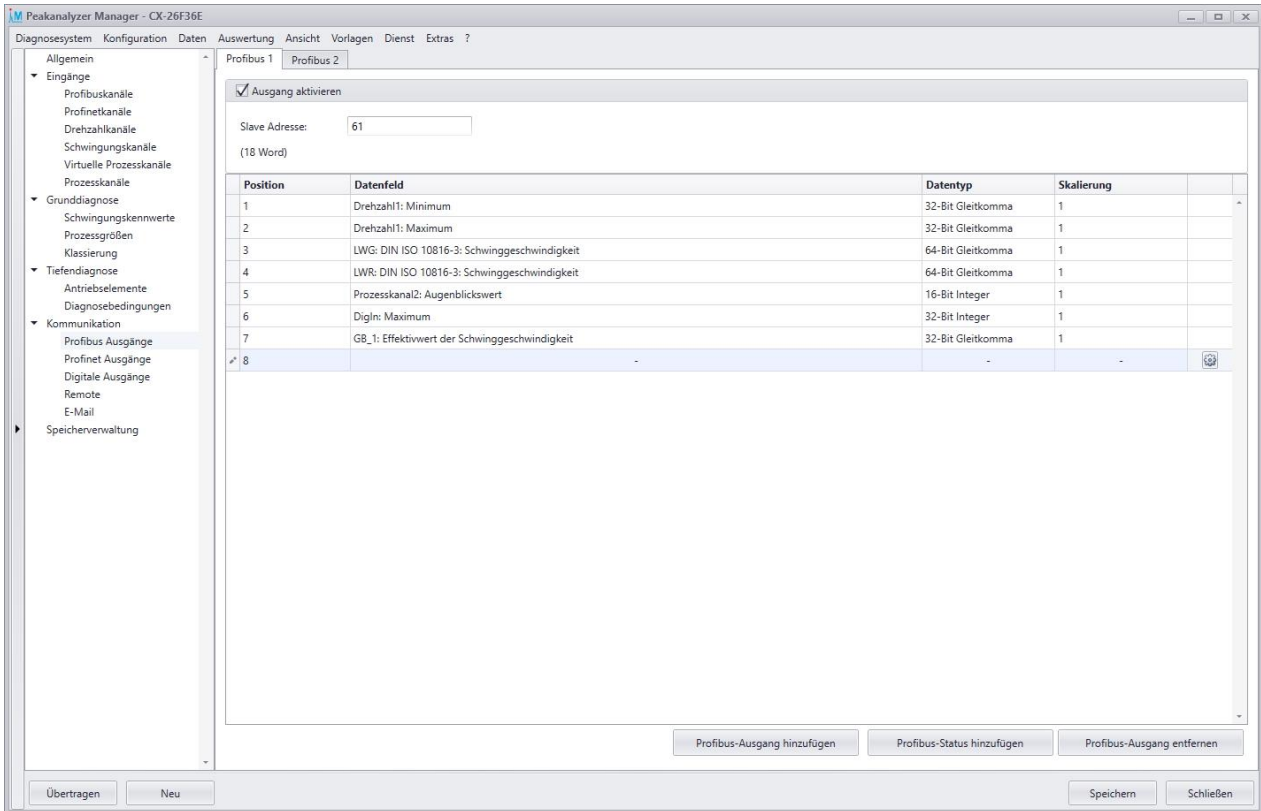 Peakanalyzer Manager - CX-26F36E
Diagnosesystem Konfiguration Daten Auswertung Ansicht Vorlagen Dienst Extras ?
Allgemein
Eingänge
Profibuskanäle
Profinetkanäle
Drehzahlkanäle
Schwingungskanäle
Virtuelle Prozesskanäle
Prozesskanäle
Grunddiagnose
Schwingungskennwerte
Prozessgrößen
Klassierung
Tiefendiagnose
Antriebselemente
Diagnosebedingungen
Kommunikation
Profibus Ausgänge
Profinet Ausgänge
Digitale Ausgänge
Remote
E-Mail
Speicherverwaltung
Profibus 1 Profibus 2
Ausgang aktivieren
Slave Adresse: 61
(18 Word)
Position Datenfeld Datentyp Skalierung
1 Drehzahl1: Minimum 32-Bit Gleitkomma 1
2 Drehzahl1: Maximum 32-Bit Gleitkomma 1
3 LWG: DIN ISO 10816-3: Schwinggeschwindigkeit 64-Bit Gleitkomma 1
4 LWR: DIN ISO 10816-3: Schwinggeschwindigkeit 64-Bit Gleitkomma 1
5 Prozesskanal2: Augenblickswert 16-Bit Integer 1
6 DigIn: Maximum 32-Bit Integer 1
7 GB_1: Effektivwert der Schwinggeschwindigkeit 32-Bit Gleitkomma 1
8 - - -
Profibus-Ausgang hinzufügen Profibus-Status hinzufügen Profibus-Ausgang entfernen
Übertragen Neu Speichern Schließen